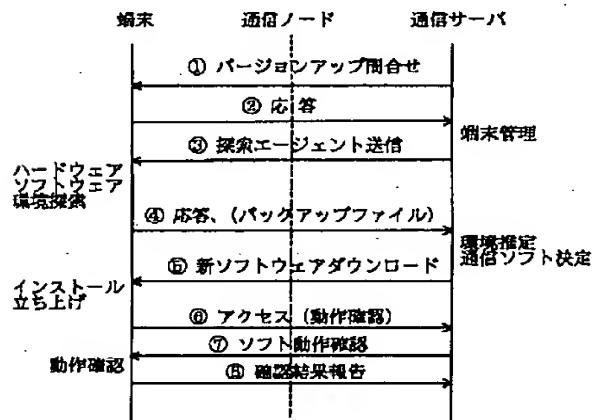 端末 通信ノード 通信サーバ
① バージョンアップ問合せ
② 応答
端末管理
③ 探索エージェント送信
ハードウェア
ソフトウェア
環境探索
④ 応答、(バックアップファイル)
環境推定
通信ソフト決定
⑤ 新ソフトウェアダウンロード
インストール
立ち上げ
⑥ アクセス (動作確認)
⑦ ソフト動作確認
動作確認
⑧ 確認結果報告